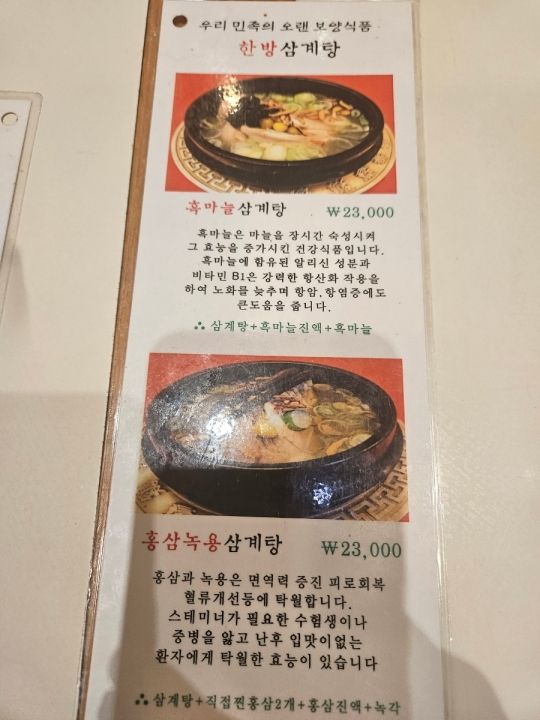 우리 민족의 오랜 보양식품
한방삼계탕
흑마늘삼계탕 ₩23,000
흑마늘은 마늘을 장시간 숙성시켜
그 효능을 증가시킨 건강식품입니다.
흑마늘에 함유된 알리신 성분과
비타민 B1은 강력한 항산화 작용을
하여 노화를 늦추며 항암,항염증에도
큰도움을 줍니다.
∴ 삼계탕+흑마늘진액+흑마늘
홍삼녹용삼계탕 ₩23,000
홍삼과 녹용은 면역력 증진 피로회복
혈류개선등에 탁월합니다.
스테미너가 필요한 수험생이나
중병을 앓고 난후 입맛이없는
환자에게 탁월한 효능이 있습니다
∴ 삼계탕+직접찐홍삼2개+홍삼진액+녹각